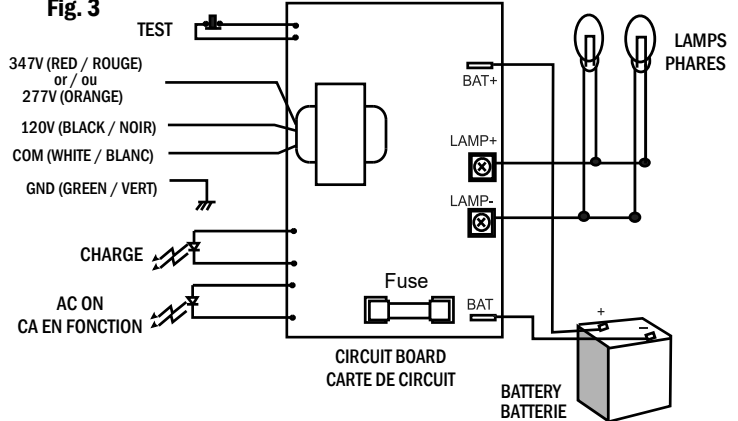 Fig. 3
TEST
347V (RED / ROUGE)
or / ou
277V (ORANGE)
120V (BLACK / NOIR)
COM (WHITE / BLANC)
GND (GREEN / VERT)
CHARGE
AC ON
CA EN FONCTION
BAT+
LAMP+
LAMP-
Fuse
BAT
LAMPS
PHARES
+
–
CIRCUIT BOARD
CARTE DE CIRCUIT
BATTERY
BATTERIE